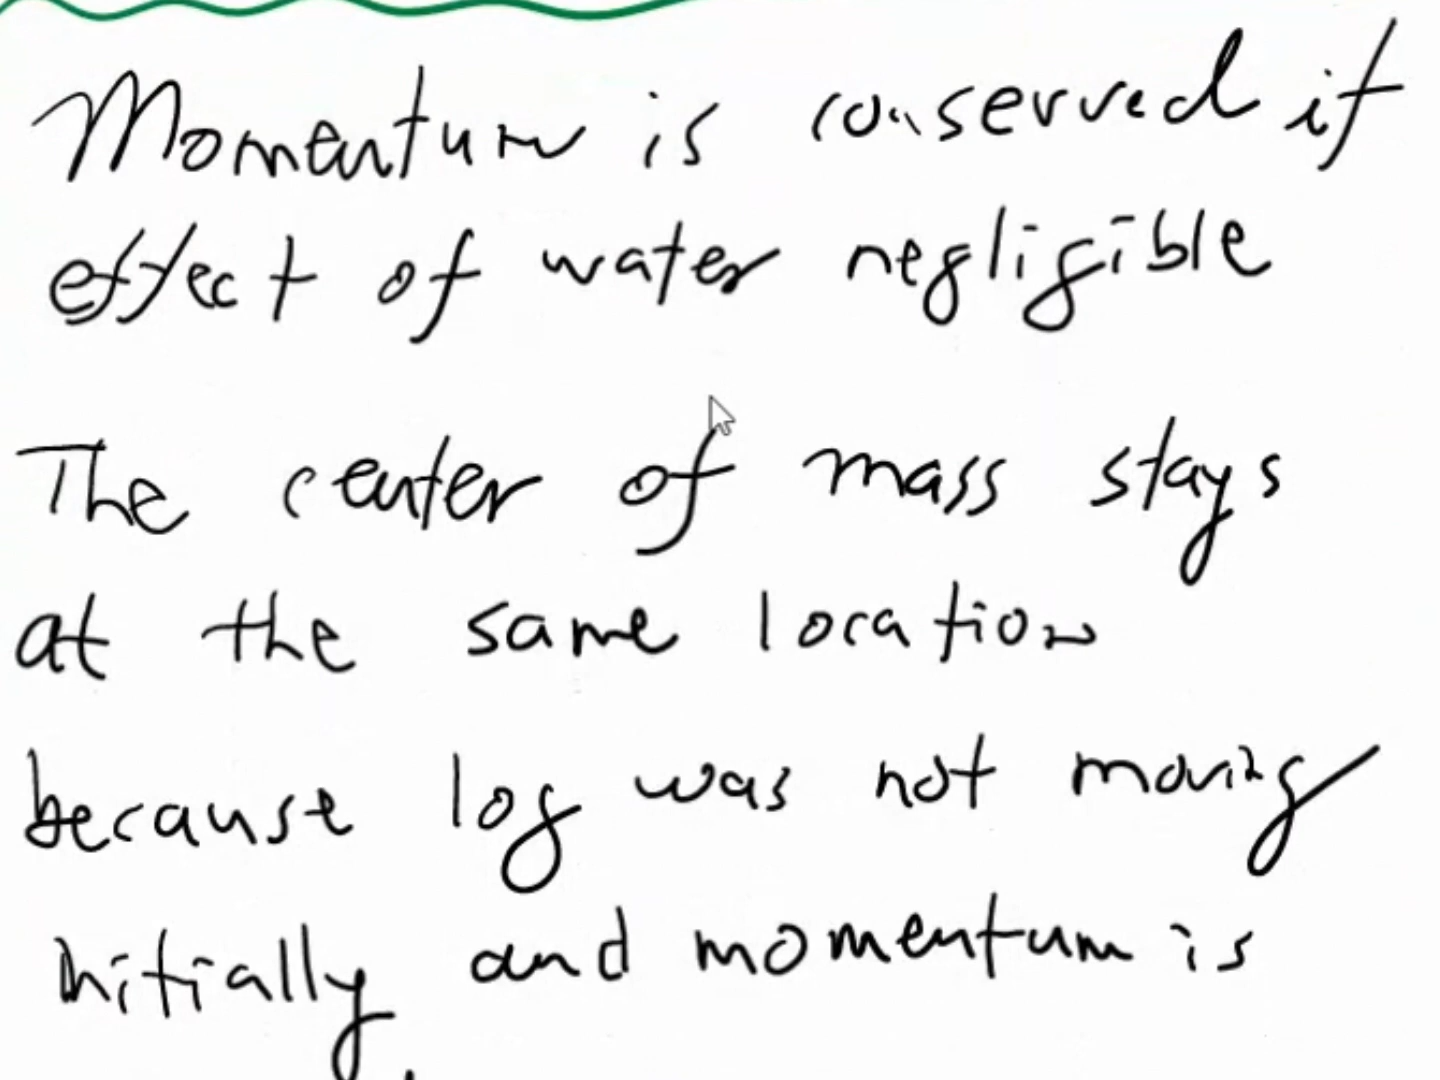 Momentum is conserved if
effect of water negligible
The center of mass stays
at the same location
because log was not moving
initially and momentum is